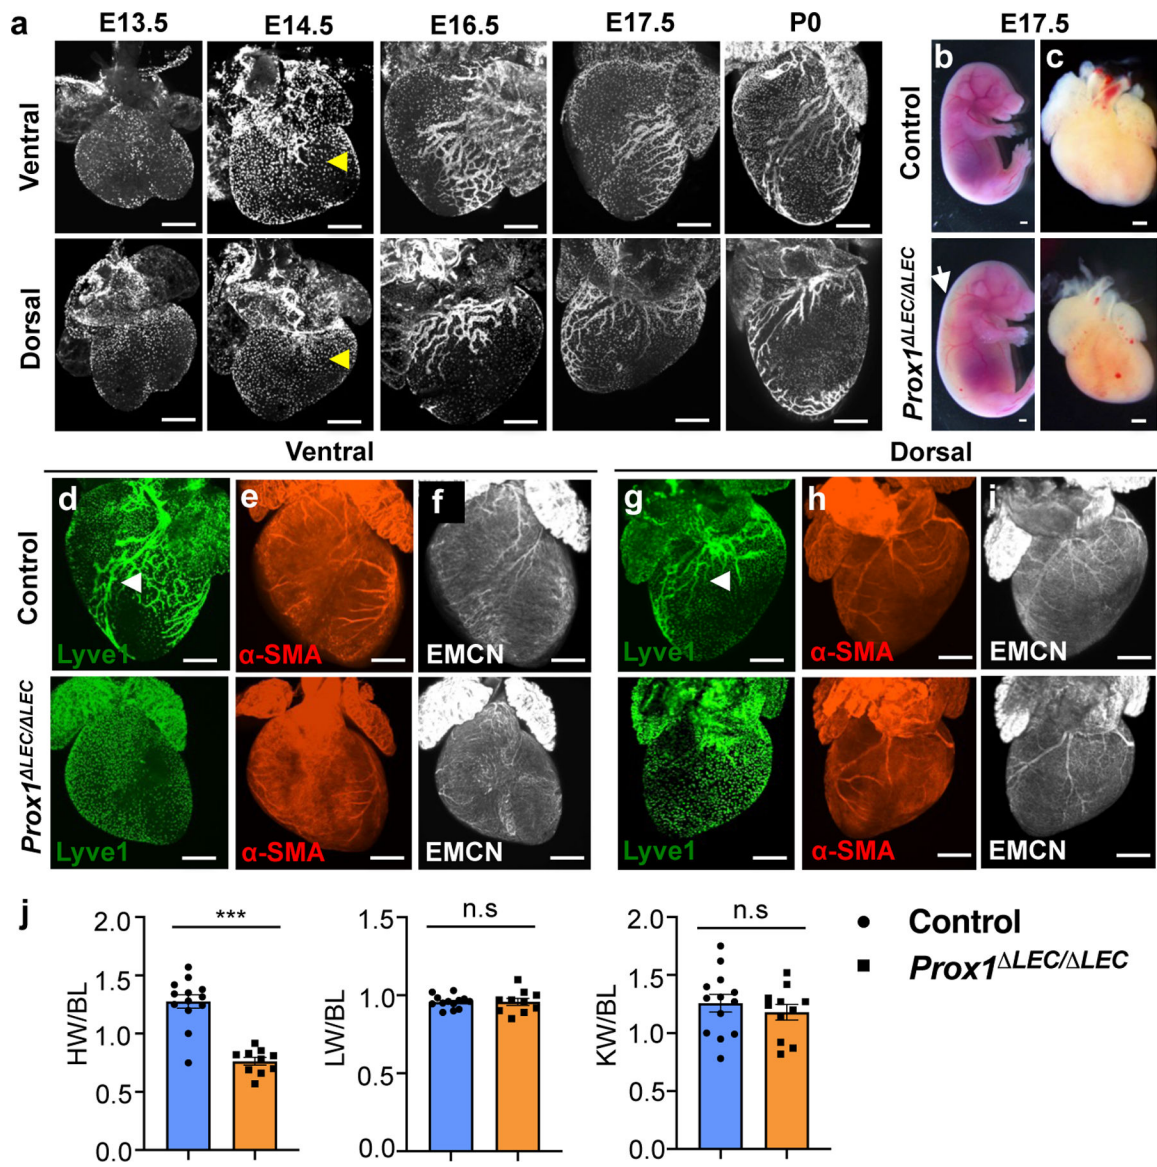 a E13.5 E14.5 E16.5 E17.5 P0 E17.5
b c
Ventral
Control
Dorsal
Prox1ΔLEC/ΔLEC
Ventral Dorsal
d e f g h i
Control
Lyve1 α-SMA EMCN Lyve1 α-SMA EMCN
Prox1ΔLEC/ΔLEC
Lyve1 α-SMA EMCN Lyve1 α-SMA EMCN
j
HW/BL
2.0
1.5
1.0
0.5
0.0
***
LW/BL
1.5
1.0
0.5
0.0
n.s
KW/BL
2.0
1.5
1.0
0.5
0.0
n.s
Control
Prox1ΔLEC/ΔLEC